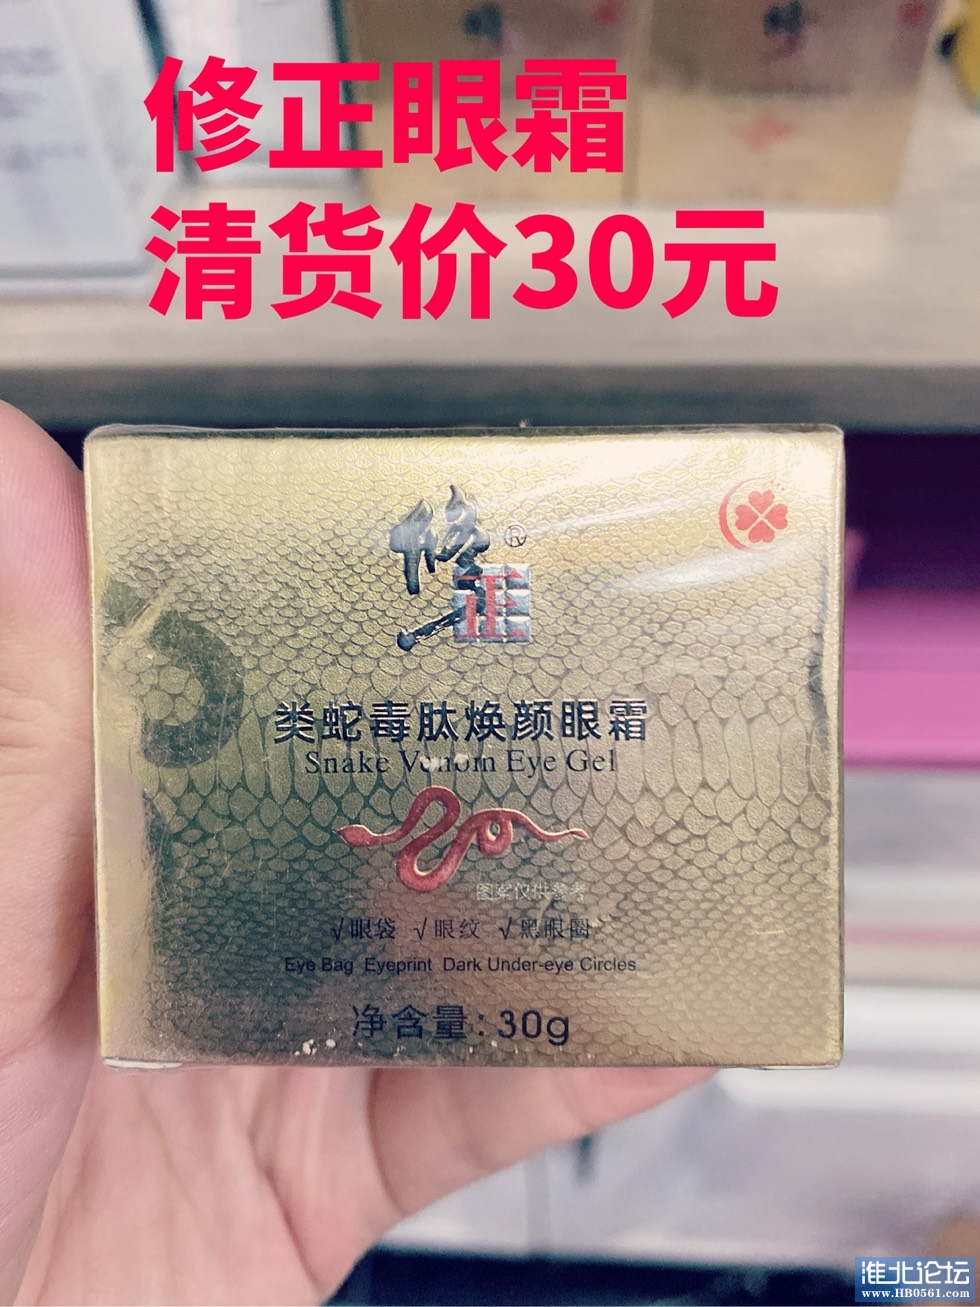 修正眼霜
清货价30元
修正®
类蛇毒肽焕颜眼霜
Snake Venom Eye Gel
图案仅供参考
√眼袋 √眼纹 √黑眼圈
Eye Bag Eyeprint Dark Under-eye Circles
净含量:30g
淮北论坛
www.HB0561.com